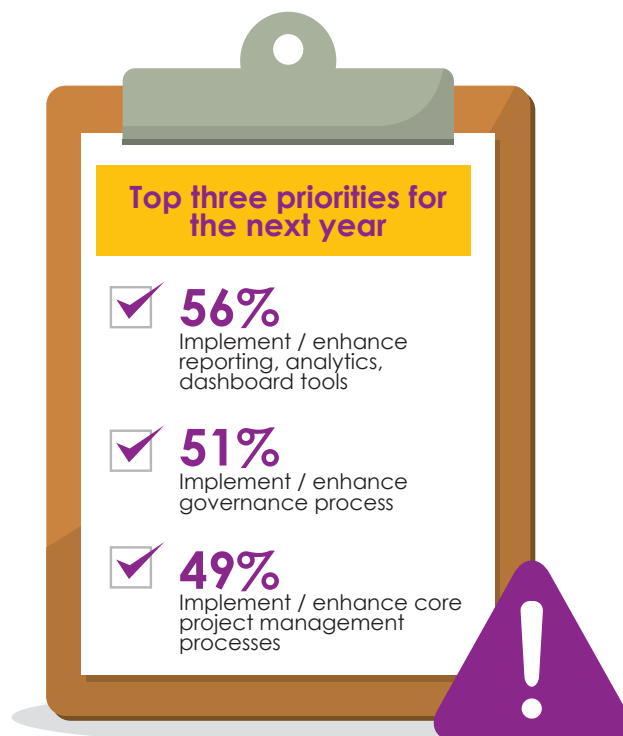 Top three priorities for
the next year
56%
Implement / enhance
reporting, analytics,
dashboard tools
51%
Implement / enhance
governance process
49%
Implement / enhance core
project management
processes
!